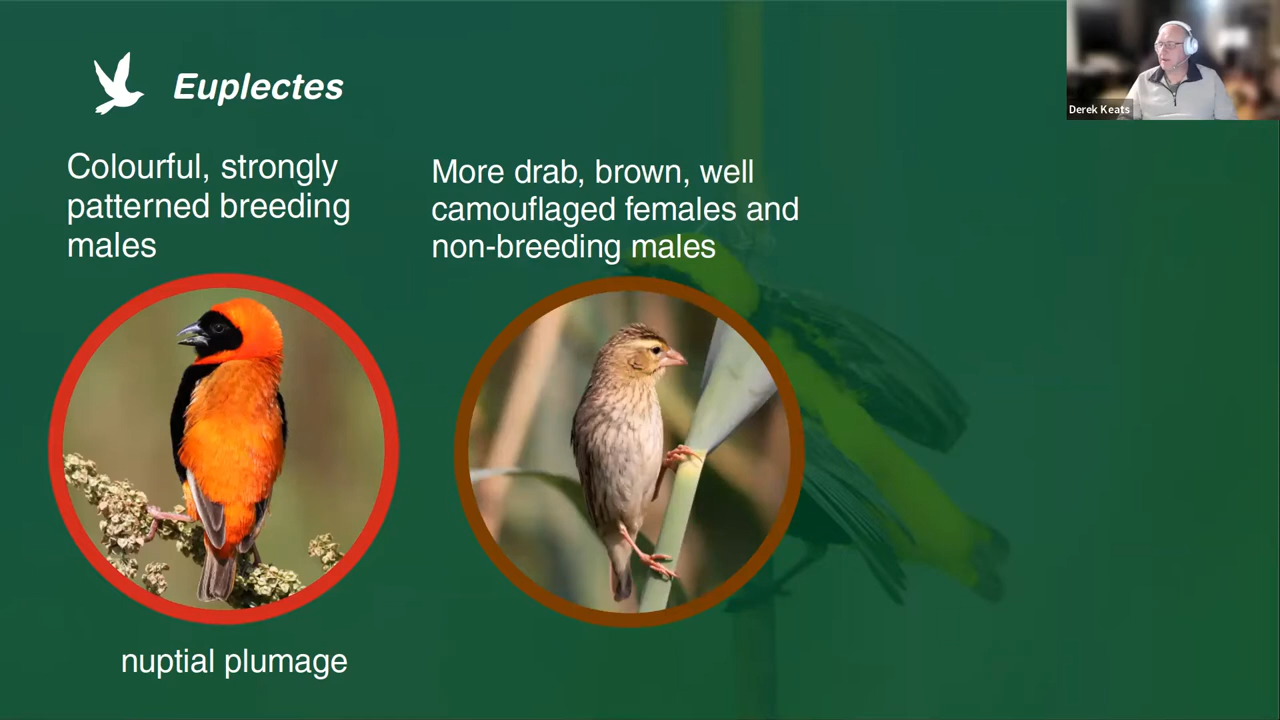 Euplectes
Colourful, strongly
patterned breeding
males
More drab, brown, well
camouflaged females and
non-breeding males
nuptial plumage
Derek Keats